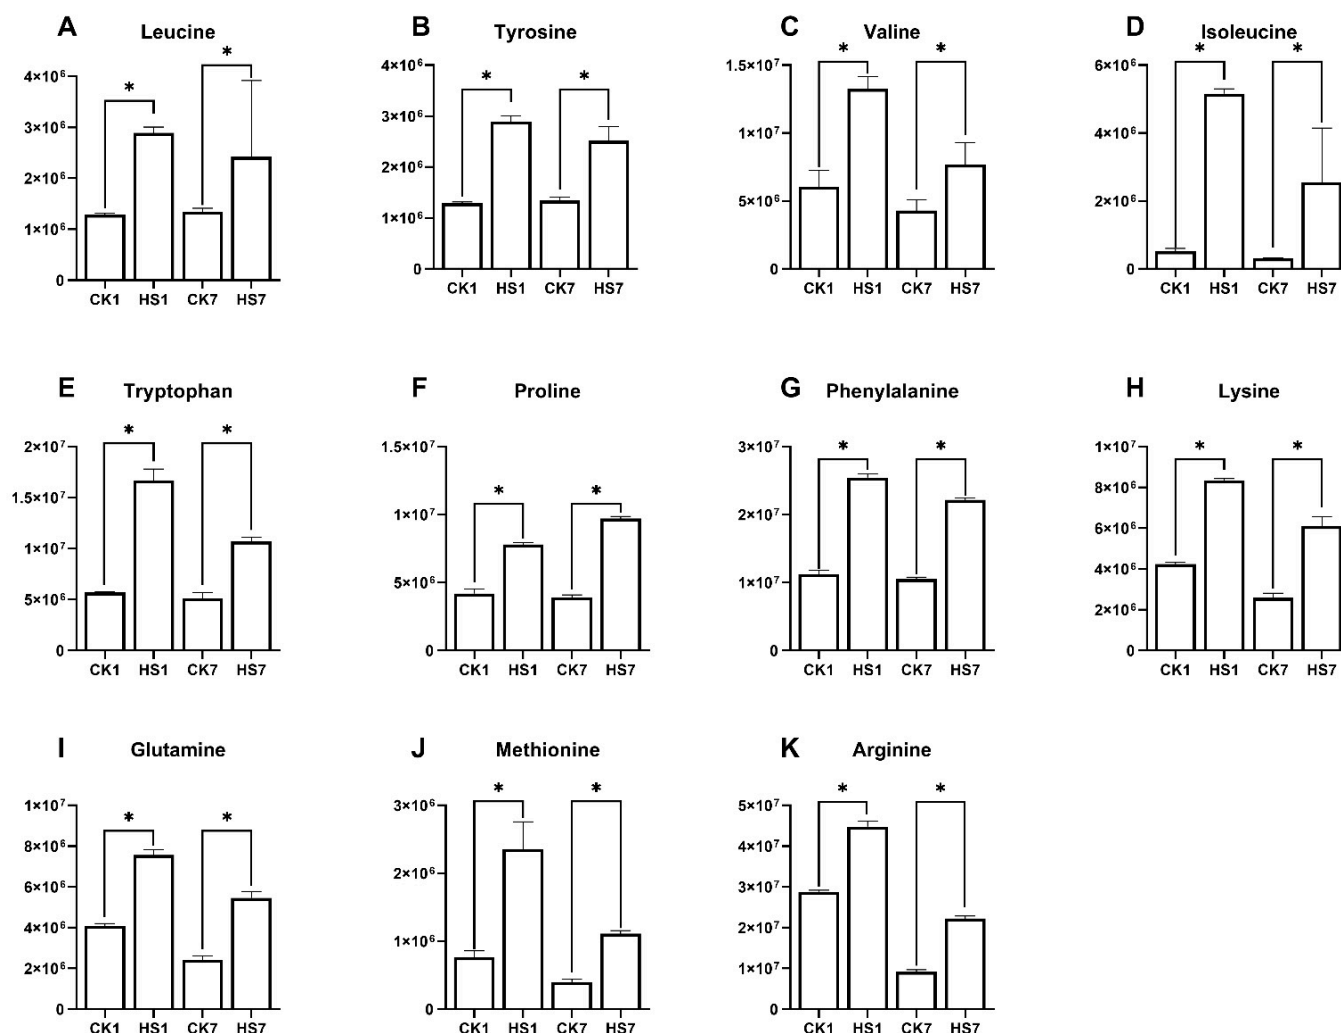 A Leucine
* *
4×10⁶
3×10⁶
2×10⁶
1×10⁶
0
CK1 HS1 CK7 HS7
B Tyrosine
* *
4×10⁶
3×10⁶
2×10⁶
1×10⁶
0
CK1 HS1 CK7 HS7
C Valine
* *
1.5×10⁷
1×10⁷
5×10⁶
0
CK1 HS1 CK7 HS7
D Isoleucine
* *
6×10⁶
4×10⁶
2×10⁶
0
CK1 HS1 CK7 HS7
E Tryptophan
* *
2×10⁷
1.5×10⁷
1×10⁷
5×10⁶
0
CK1 HS1 CK7 HS7
F Proline
* *
1.5×10⁷
1×10⁷
5×10⁶
0
CK1 HS1 CK7 HS7
G Phenylalanine
* *
3×10⁷
2×10⁷
1×10⁷
0
CK1 HS1 CK7 HS7
H Lysine
* *
1×10⁷
8×10⁶
6×10⁶
4×10⁶
2×10⁶
0
CK1 HS1 CK7 HS7
I Glutamine
* *
1×10⁷
8×10⁶
6×10⁶
4×10⁶
2×10⁶
0
CK1 HS1 CK7 HS7
J Methionine
* *
3×10⁶
2×10⁶
1×10⁶
0
CK1 HS1 CK7 HS7
K Arginine
* *
5×10⁷
4×10⁷
3×10⁷
2×10⁷
1×10⁷
0
CK1 HS1 CK7 HS7